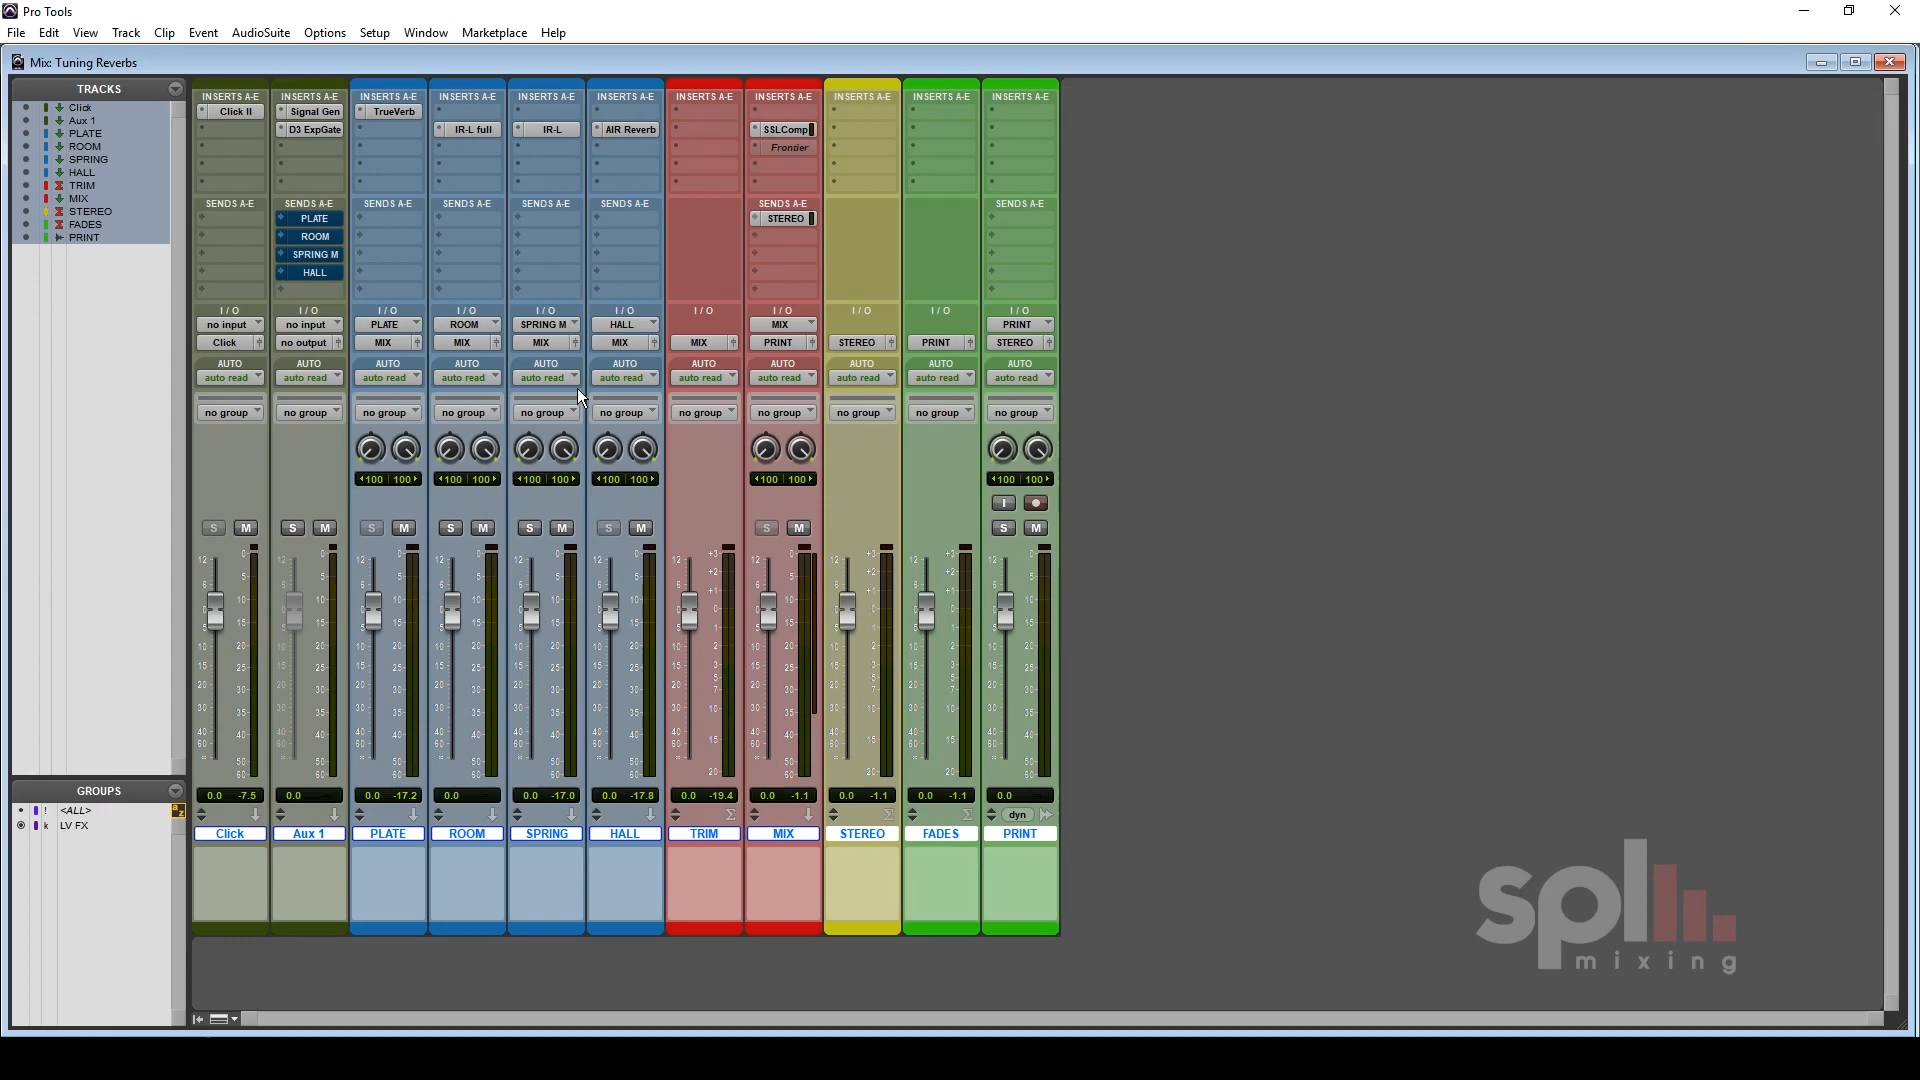 Pro Tools
File Edit View Track Clip Event AudioSuite Options Setup Window Marketplace Help
Mix: Tuning Reverbs
TRACKS
Click
Aux 1
PLATE
ROOM
SPRING
HALL
TRIM
MIX
STEREO
FADES
PRINT
GROUPS
! <ALL>
k LV FX
INSERTS A-E INSERTS A-E INSERTS A-E INSERTS A-E INSERTS A-E INSERTS A-E INSERTS A-E INSERTS A-E INSERTS A-E INSERTS A-E INSERTS A-E
Click II Signal Gen TrueVerb
D3 ExpGate IR-L full IR-L AIR Reverb SSLComp
Frontier
SENDS A-E SENDS A-E SENDS A-E SENDS A-E SENDS A-E SENDS A-E SENDS A-E SENDS A-E
PLATE STEREO
ROOM
SPRING M
HALL
I / O I / O I / O I / O I / O I / O I / O I / O I / O I / O I / O
no input no input PLATE ROOM SPRING M HALL MIX PRINT
Click no output MIX MIX MIX MIX MIX PRINT STEREO PRINT STEREO
AUTO AUTO AUTO AUTO AUTO AUTO AUTO AUTO AUTO AUTO AUTO
auto read auto read auto read auto read auto read auto read auto read auto read auto read auto read auto read
no group no group no group no group no group no group no group no group no group no group no group
100 100 100 100 100 100 100 100 100 100 100 100
I
S M S M S M S M S M S M S M S M
0.0 -7.5 0.0 0.0 -17.2 0.0 0.0 -17.0 0.0 -17.8 0.0 -19.4 0.0 -1.1 0.0 -1.1 0.0 -1.1 0.0
dyn
Click Aux 1 PLATE ROOM SPRING HALL TRIM MIX STEREO FADES PRINT
spl
mixing